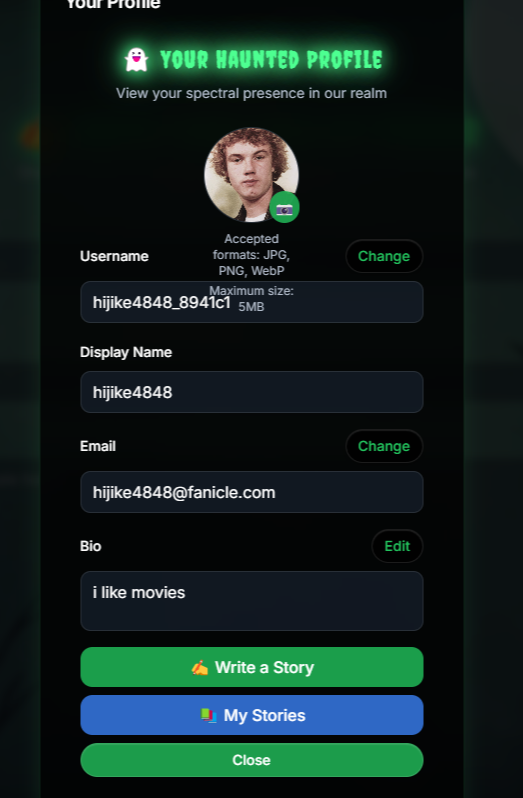 Your Profile
YOUR HAUNTED PROFILE
View your spectral presence in our realm
Accepted
formats: JPG,
PNG, WebP
Maximum size:
5MB
Username
Change
hijike4848_8941c1
Display Name
hijike4848
Email
Change
hijike4848@fanicle.com
Bio
Edit
i like movies
Write a Story
My Stories
Close